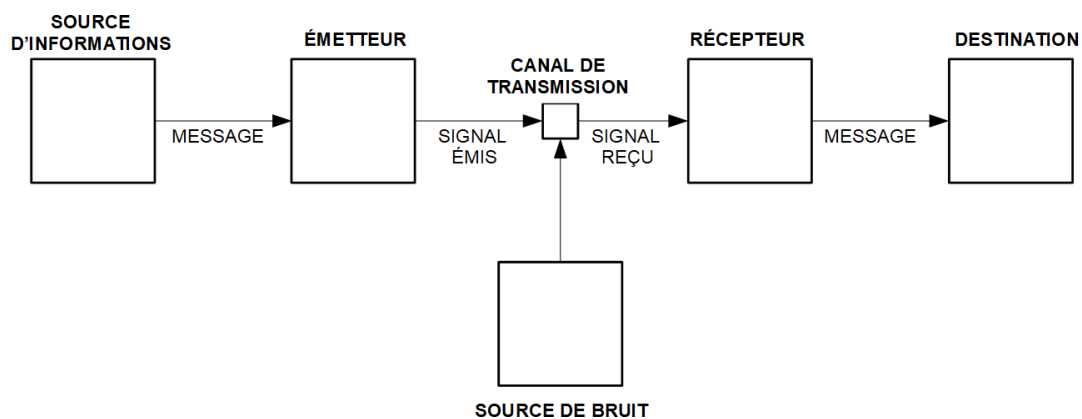 SOURCE
D'INFORMATIONS
ÉMETTEUR
CANAL DE
TRANSMISSION
RÉCEPTEUR
DESTINATION
MESSAGE
SIGNAL
ÉMIS
SIGNAL
REÇU
MESSAGE
SOURCE DE BRUIT